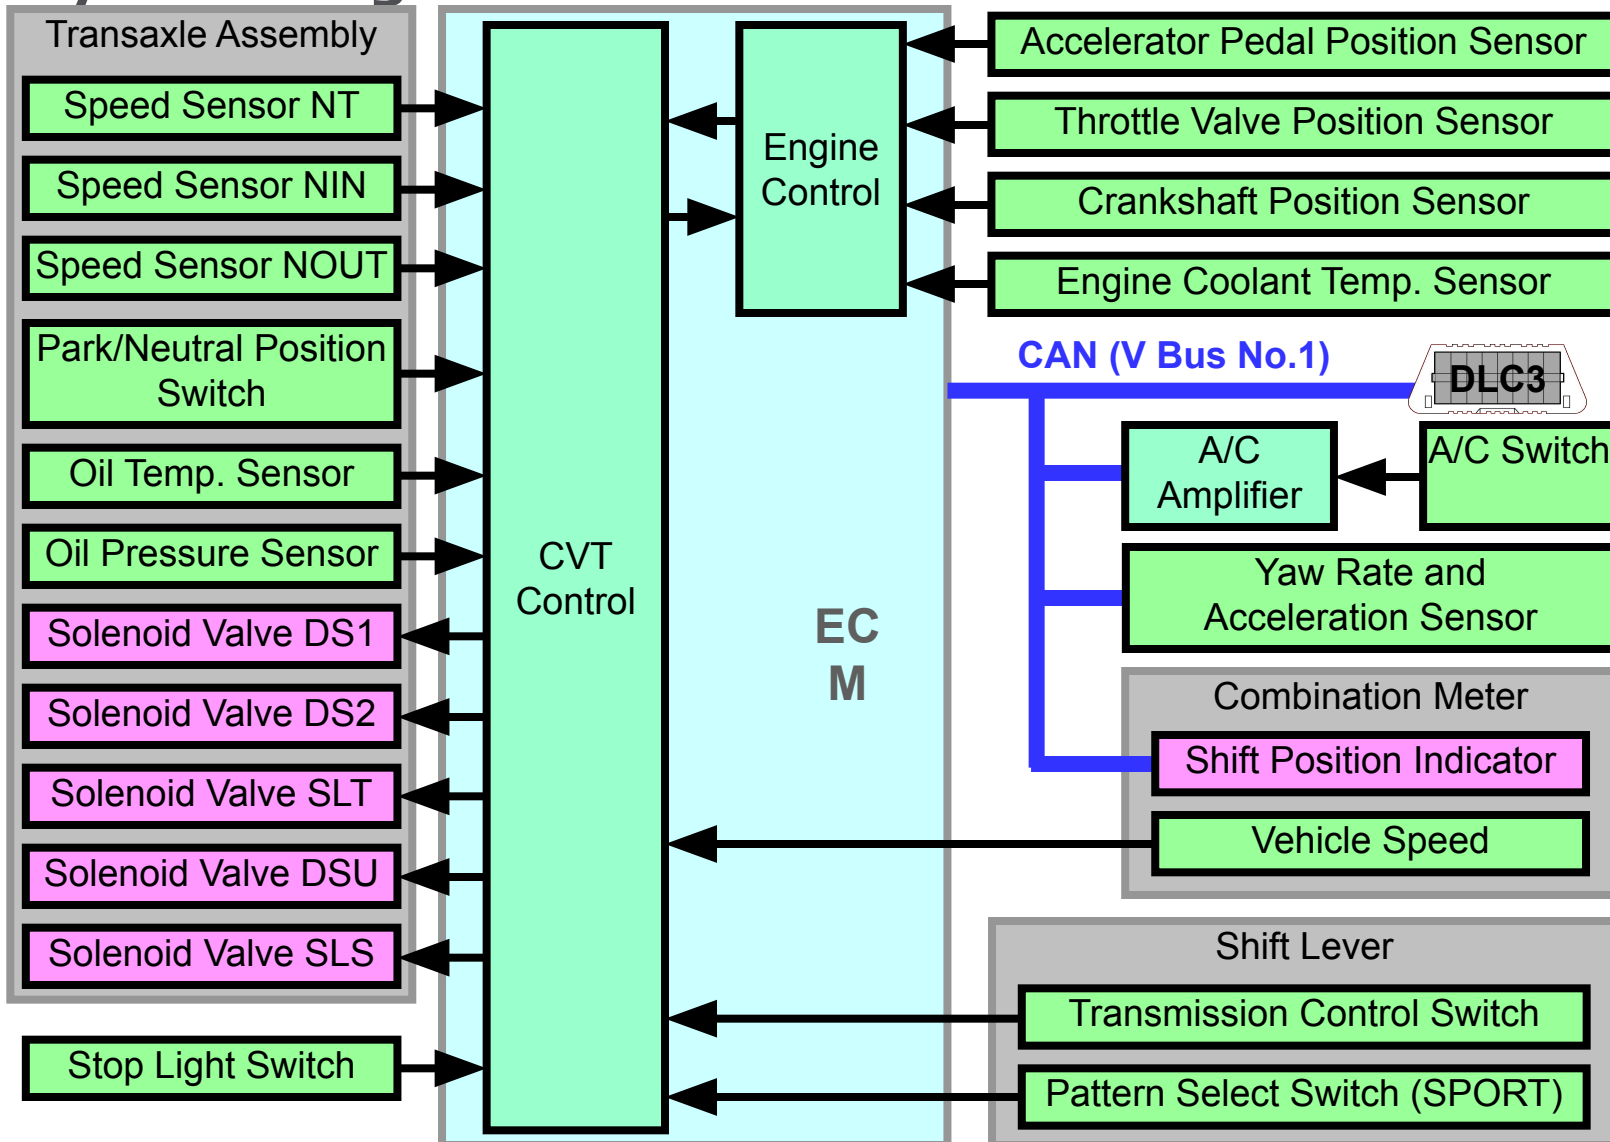 Transaxle Assembly
Speed Sensor NT
Speed Sensor NIN
Speed Sensor NOUT
Park/Neutral Position
Switch
Oil Temp. Sensor
Oil Pressure Sensor
Solenoid Valve DS1
Solenoid Valve DS2
Solenoid Valve SLT
Solenoid Valve DSU
Solenoid Valve SLS
Stop Light Switch
CVT
Control
Engine
Control
EC
M
Accelerator Pedal Position Sensor
Throttle Valve Position Sensor
Crankshaft Position Sensor
Engine Coolant Temp. Sensor
CAN (V Bus No.1)
DLC3
A/C
Amplifier
A/C Switch
Yaw Rate and
Acceleration Sensor
Combination Meter
Shift Position Indicator
Vehicle Speed
Shift Lever
Transmission Control Switch
Pattern Select Switch (SPORT)